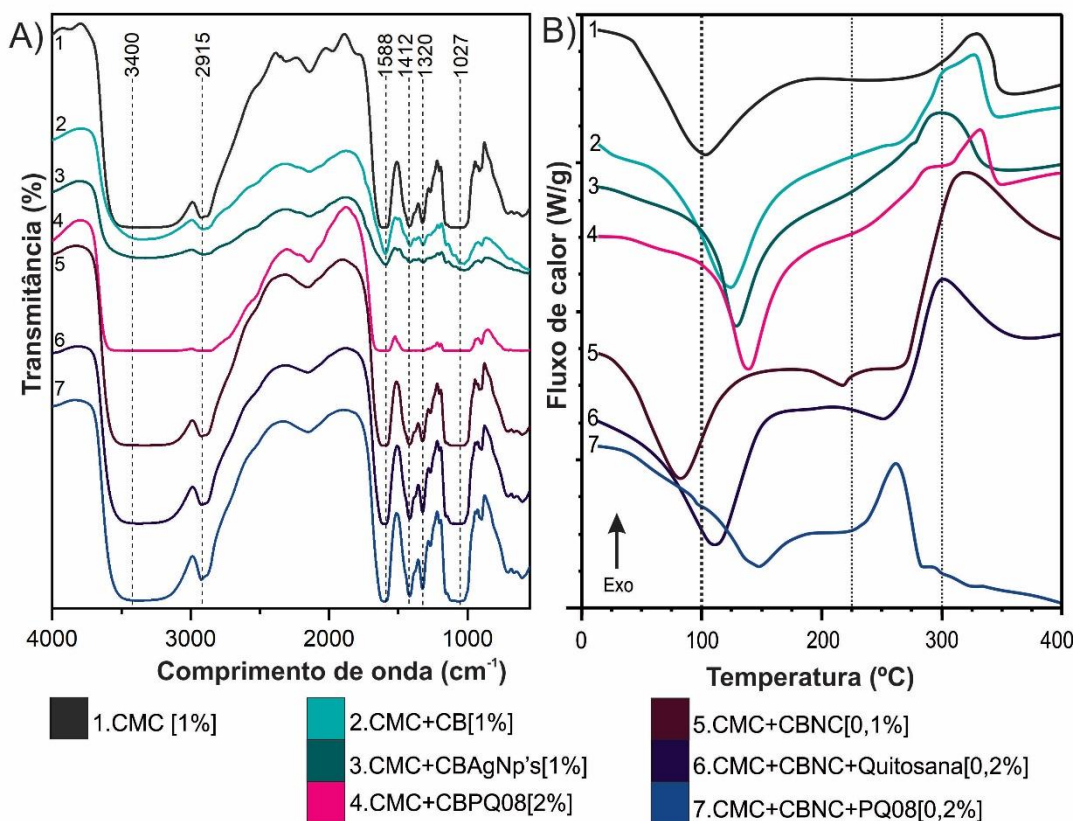 A)
B)
3400
2915
1588
1412
1320
1027
1
2
3
4
5
6
7
1
2
3
4
5
6
7
Transmitância (%)
Fluxo de calor (W/g)
Exo
4000
3000
2000
1000
0
100
200
300
400
Comprimento de onda (cm⁻¹)
Temperatura (ºC)
1.CMC [1%]
2.CMC+CB[1%]
3.CMC+CBAgNp's[1%]
4.CMC+CBPQ08[2%]
5.CMC+CBNC[0,1%]
6.CMC+CBNC+Quitosana[0,2%]
7.CMC+CBNC+PQ08[0,2%]